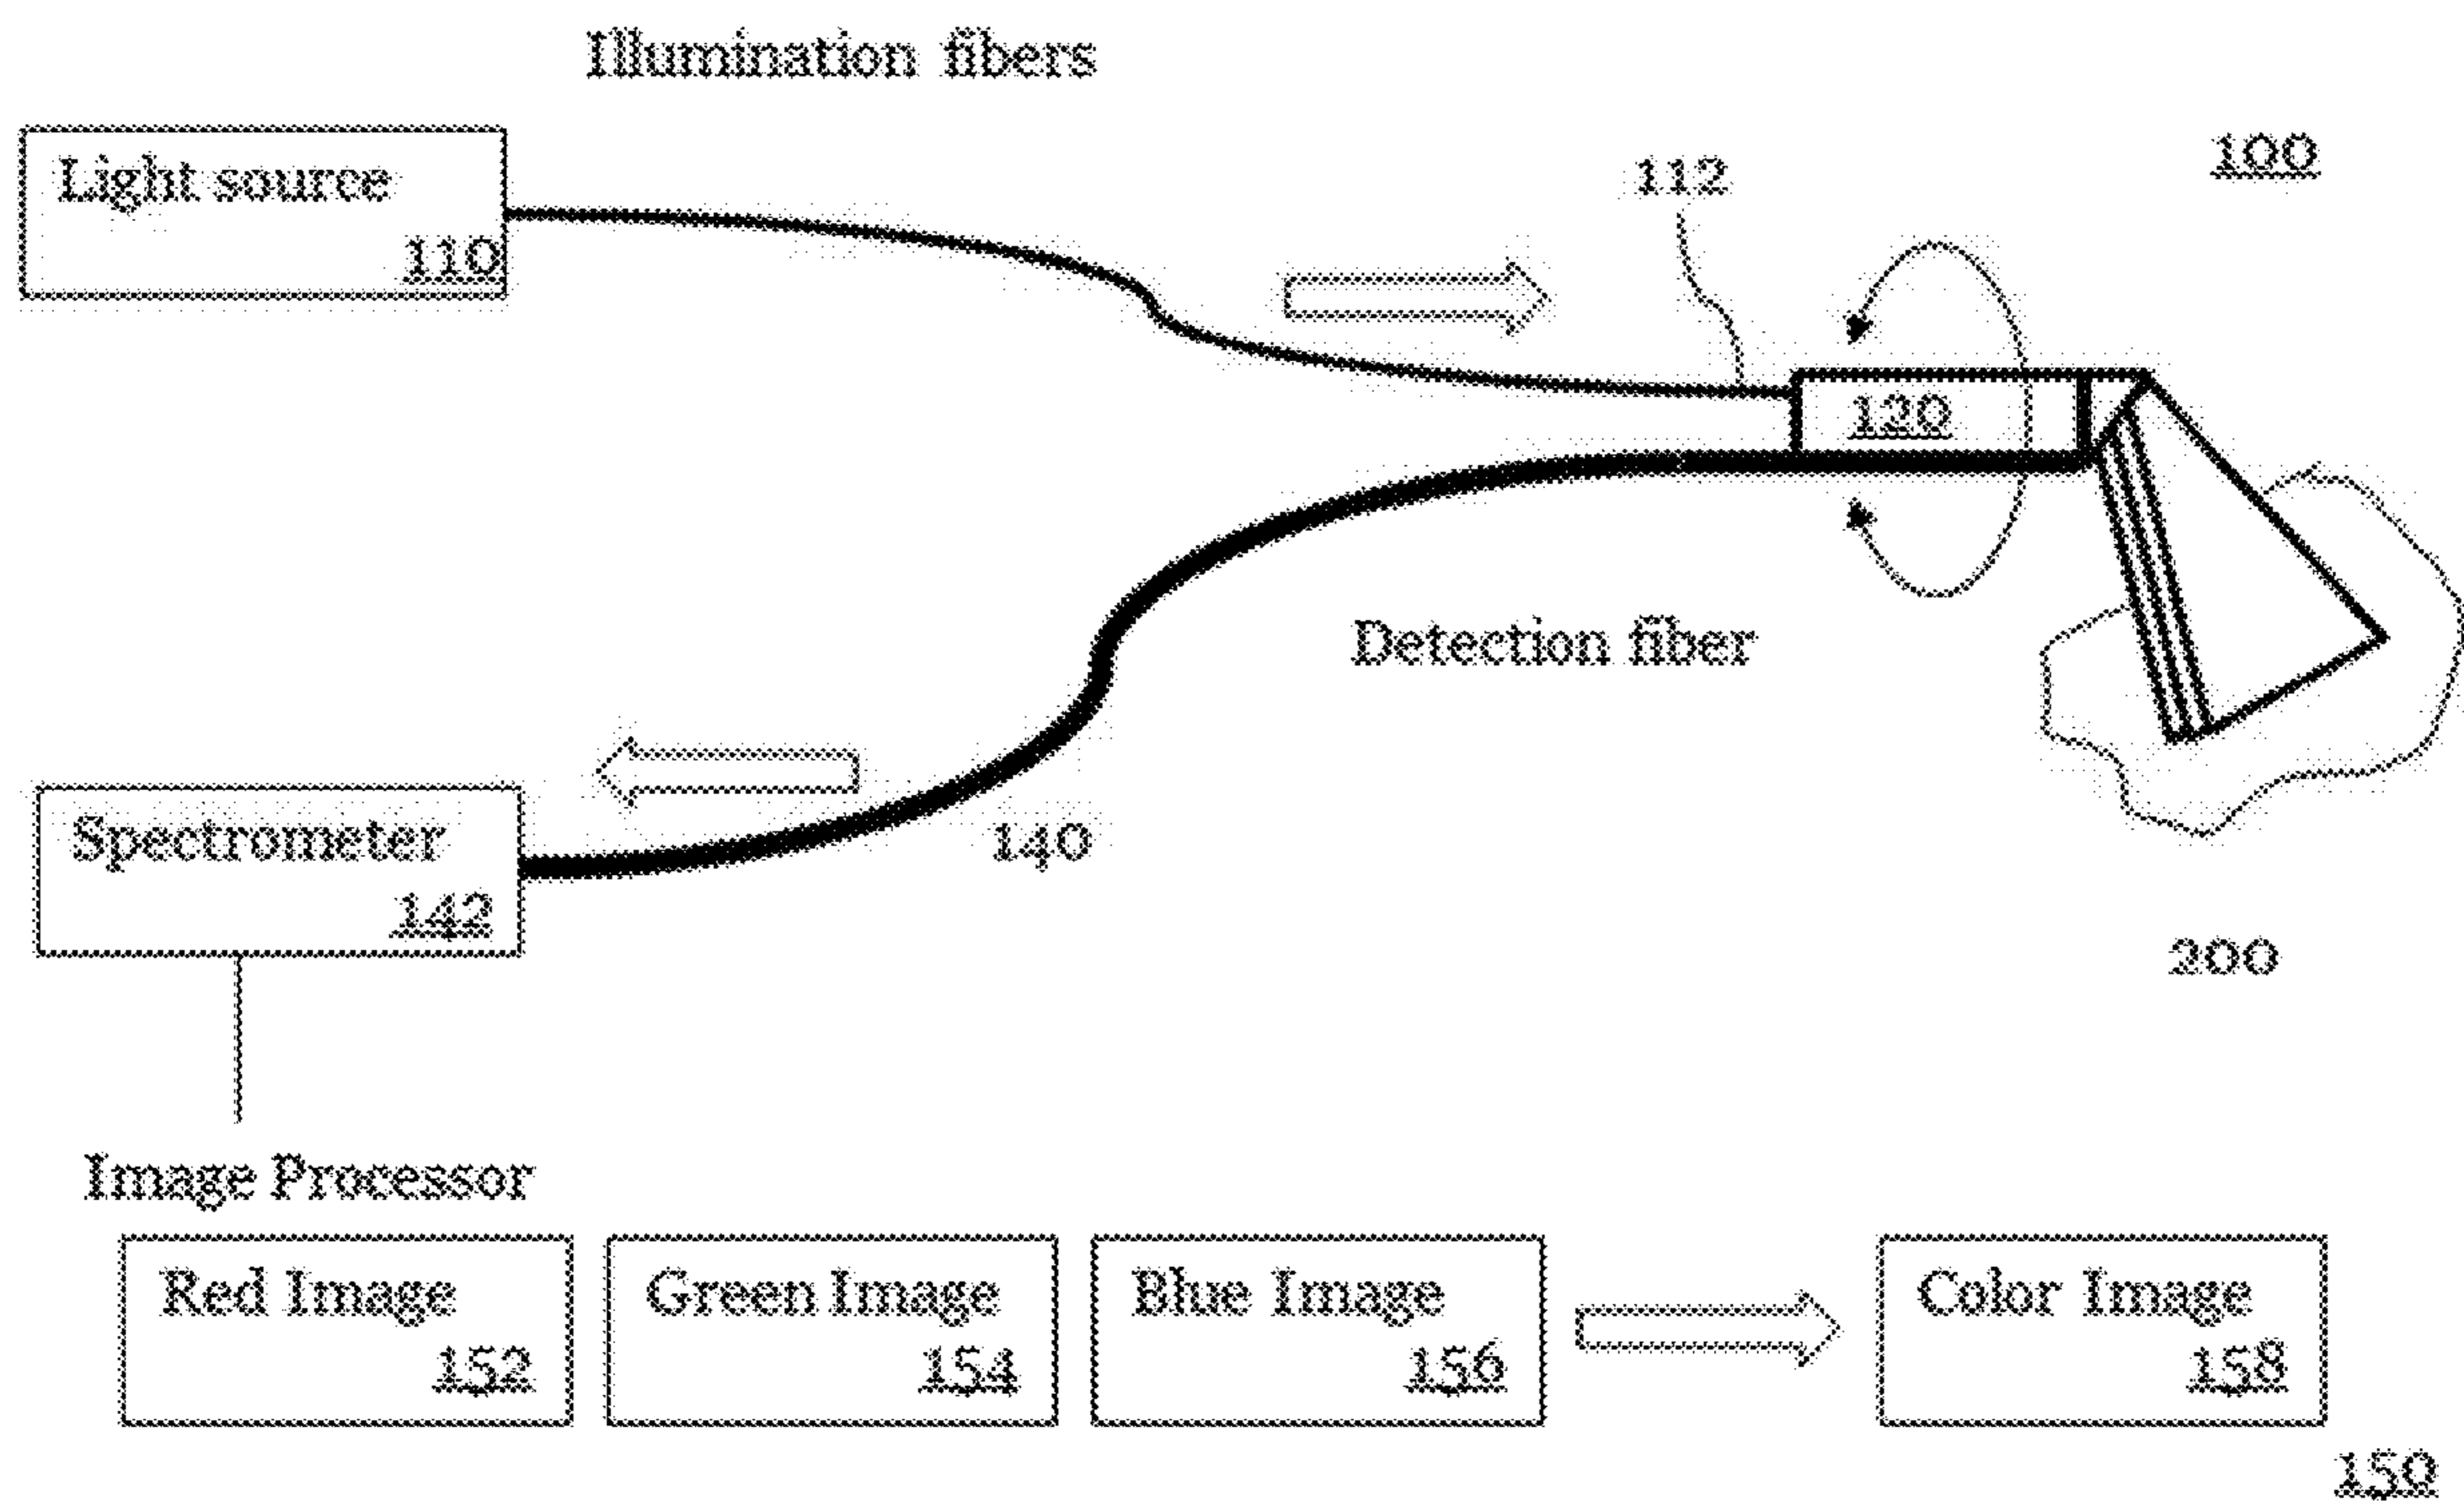 Illumination fibers
Light source
110
112
100
120
Detection fiber
Spectrometer
142
140
200
Image Processor
Red Image
152
Green Image
154
Blue Image
156
Color Image
158
150